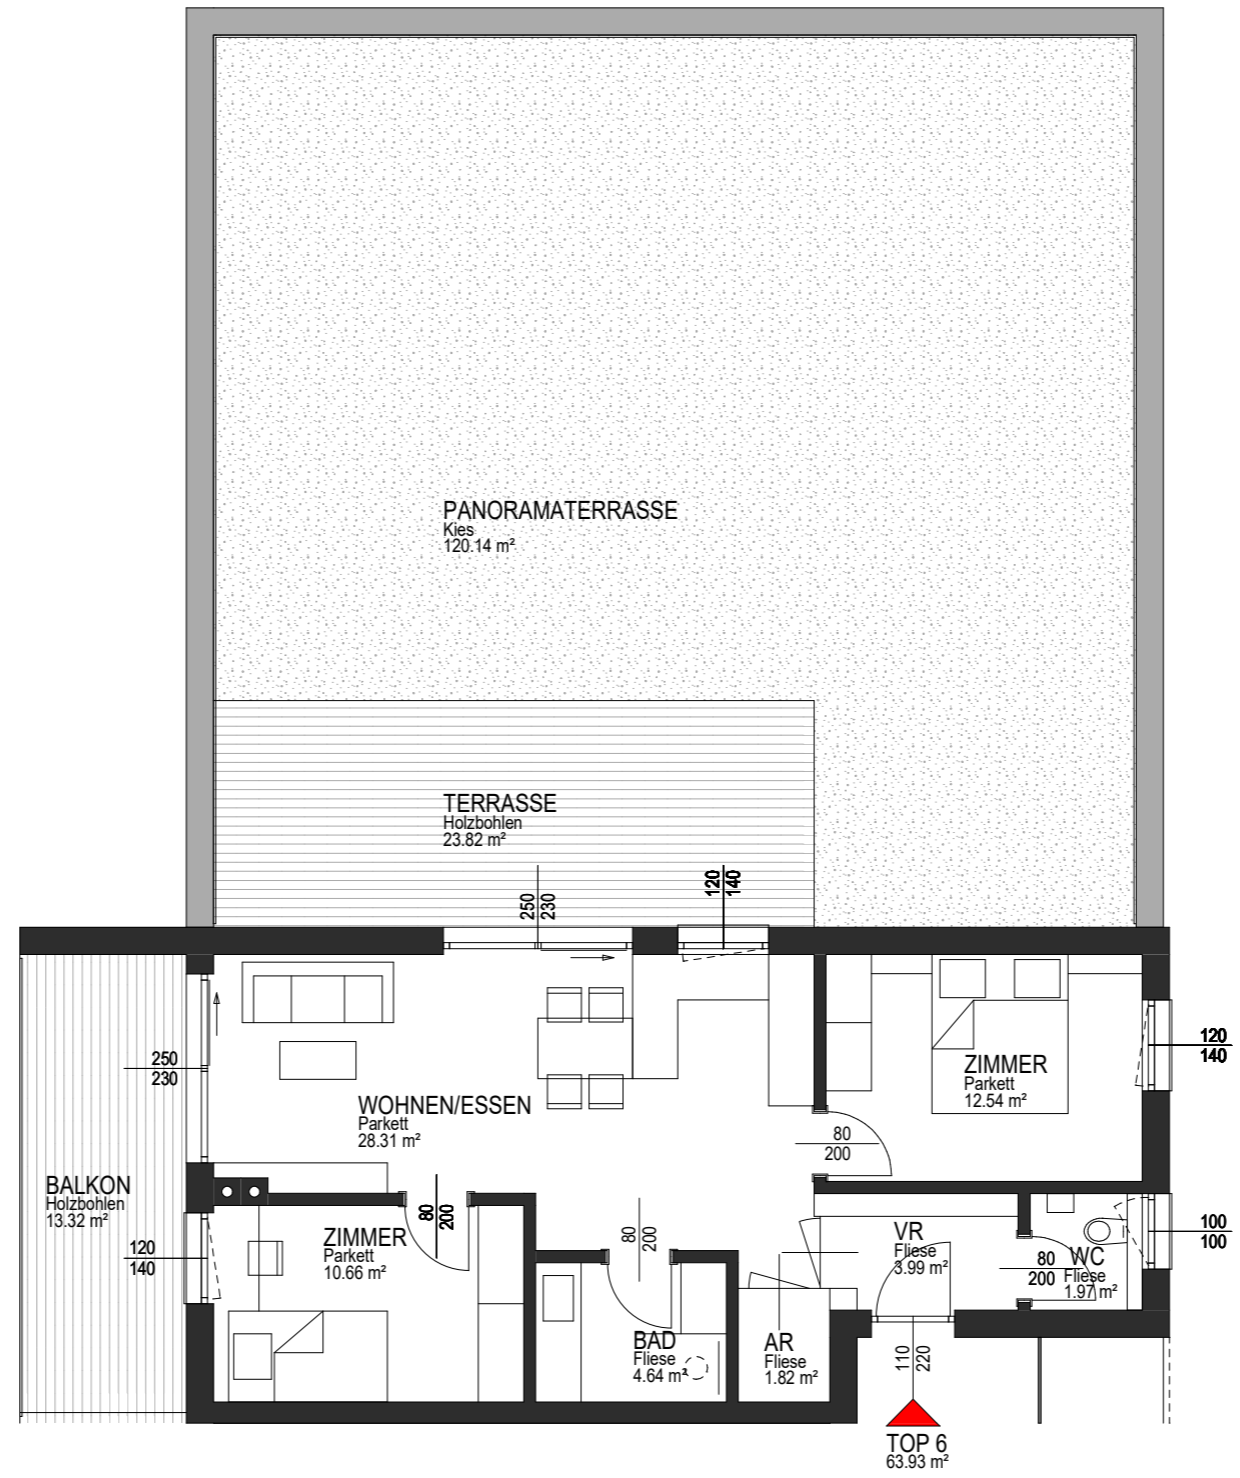 PANORAMATERRASSE
Kies
120.14 m²
TERRASSE
Holzbohlen
23.82 m²
250
230
120
140
250
230
WOHNEN/ESSEN
Parkett
28.31 m²
ZIMMER
Parkett
12.54 m²
120
140
80
200
BALKON
Holzbohlen
13.32 m²
120
140
ZIMMER
Parkett
10.66 m²
80
200
80
200
VR
Fliese
3.99 m²
80
200
WC
Fliese
1.97 m²
100
100
BAD
Fliese
4.64 m²
AR
Fliese
1.82 m²
110
220
TOP 6
63.93 m²